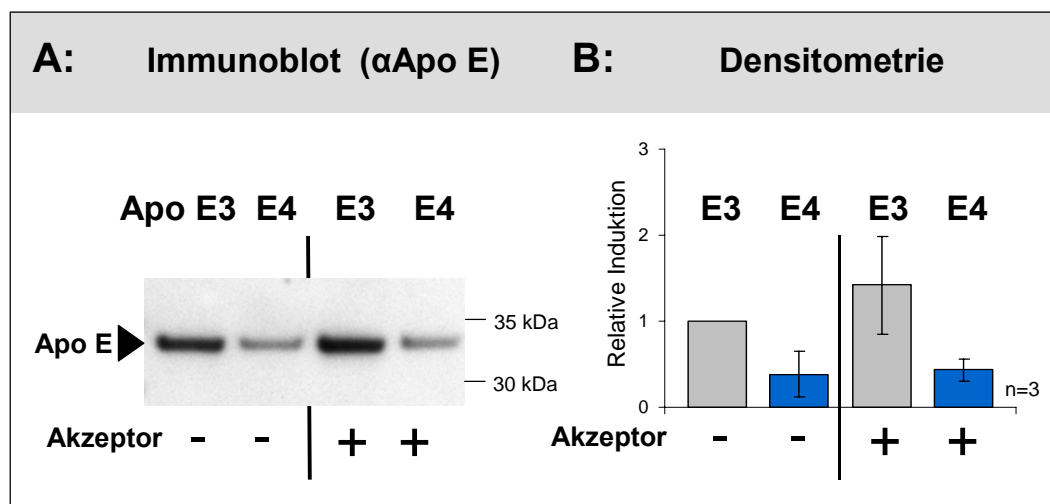 A: Immunoblot (αApo E)
Apo E3 E4 E3 E4
Apo E
35 kDa
30 kDa
Akzeptor - - + +
B: Densitometrie
Relative Induktion
3
2
1
0
E3 E4 E3 E4
n=3
Akzeptor - - + +